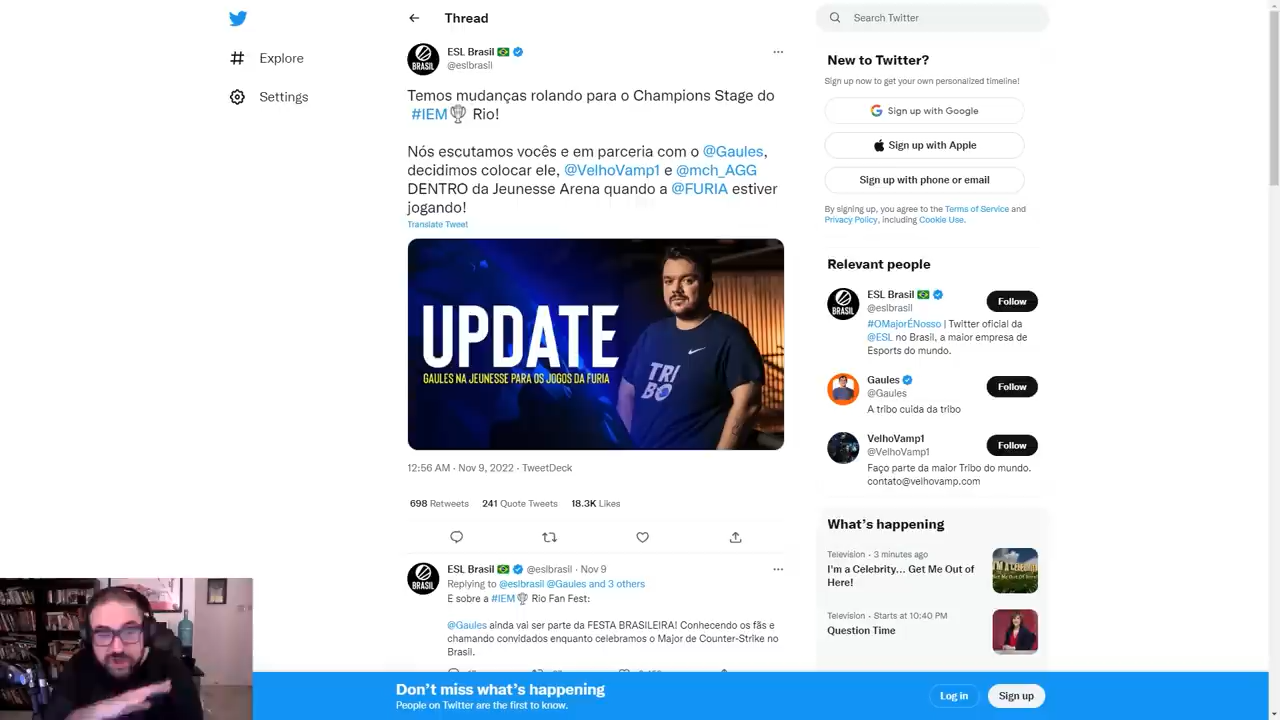 Thread
Search Twitter
Explore
Settings
ESL Brasil 🇧🇷
@eslbrasil
BRASIL
Temos mudanças rolando para o Champions Stage do
#IEM🏆 Rio!
Nós escutamos vocês e em parceria com o @Gaules,
decidimos colocar ele, @VelhoVamp1 e @mch_AGG
DENTRO da Jeunesse Arena quando a @FURIA estiver
jogando!
Translate Tweet
UPDATE
GAULES NA JEUNESSE PARA OS JOGOS DA FURIA
TRI
BO
12:56 AM · Nov 9, 2022 · TweetDeck
698 Retweets 241 Quote Tweets 18.3K Likes
BRASIL
ESL Brasil 🇧🇷 @eslbrasil · Nov 9
Replying to @eslbrasil @Gaules and 3 others
E sobre a #IEM🏆 Rio Fan Fest:
@Gaules ainda vai ser parte da FESTA BRASILEIRA! Conhecendo os fãs e
chamando convidados enquanto celebramos o Major de Counter-Strike no
Brasil.
New to Twitter?
Sign up now to get your own personalized timeline!
Sign up with Google
Sign up with Apple
Sign up with phone or email
By signing up, you agree to the Terms of Service and
Privacy Policy, including Cookie Use.
Relevant people
BRASIL
ESL Brasil 🇧🇷
@eslbrasil
Follow
#OMajorÉNosso | Twitter oficial da
@ESL no Brasil, a maior empresa de
Esports do mundo.
Gaules
@Gaules
Follow
A tribo cuida da tribo
VelhoVamp1
@VelhoVamp1
Follow
Faço parte da maior Tribo do mundo.
contato@velhovamp.com
What's happening
Television · 3 minutes ago
I'm a Celebrity... Get Me Out of
Here!
Television · Starts at 10:40 PM
Question Time
Don't miss what's happening
People on Twitter are the first to know.
Log in
Sign up